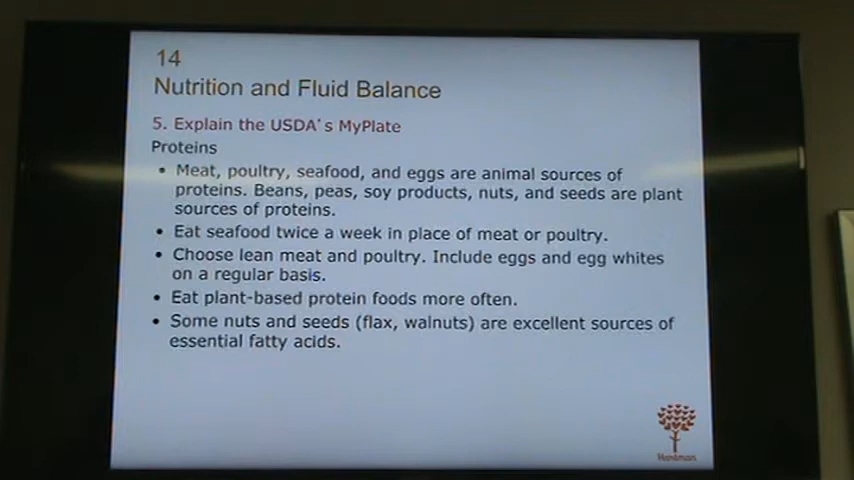 14
Nutrition and Fluid Balance
5. Explain the USDA's MyPlate
Proteins
• Meat, poultry, seafood, and eggs are animal sources of
proteins. Beans, peas, soy products, nuts, and seeds are plant
sources of proteins.
• Eat seafood twice a week in place of meat or poultry.
• Choose lean meat and poultry. Include eggs and egg whites
on a regular basis.
• Eat plant-based protein foods more often.
• Some nuts and seeds (flax, walnuts) are excellent sources of
essential fatty acids.
Hartman